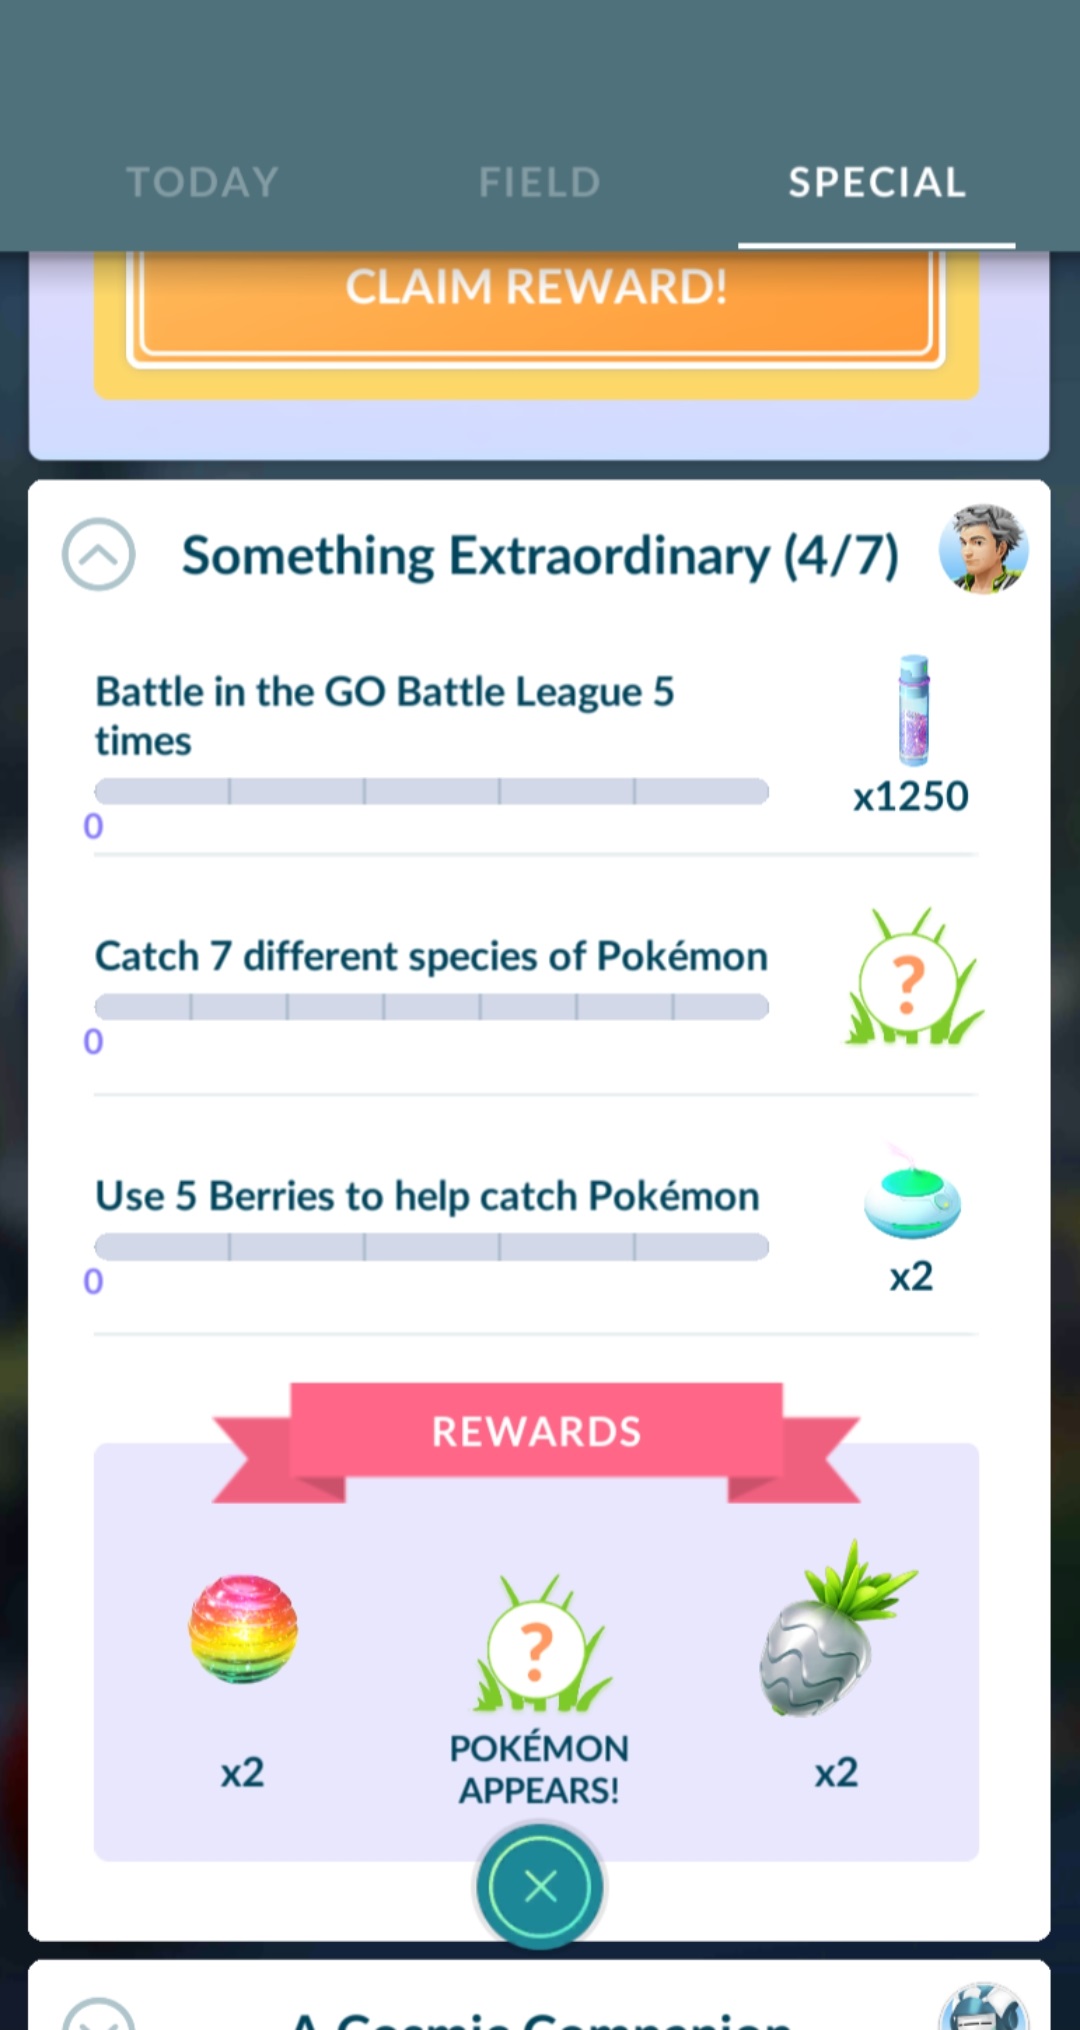 TODAY FIELD SPECIAL
CLAIM REWARD!
Something Extraordinary (4/7)
Battle in the GO Battle League 5
times
x1250
0
Catch 7 different species of Pokémon
?
0
Use 5 Berries to help catch Pokémon
x2
0
REWARDS
?
x2
POKÉMON
APPEARS!
x2
A Cosmic Companion